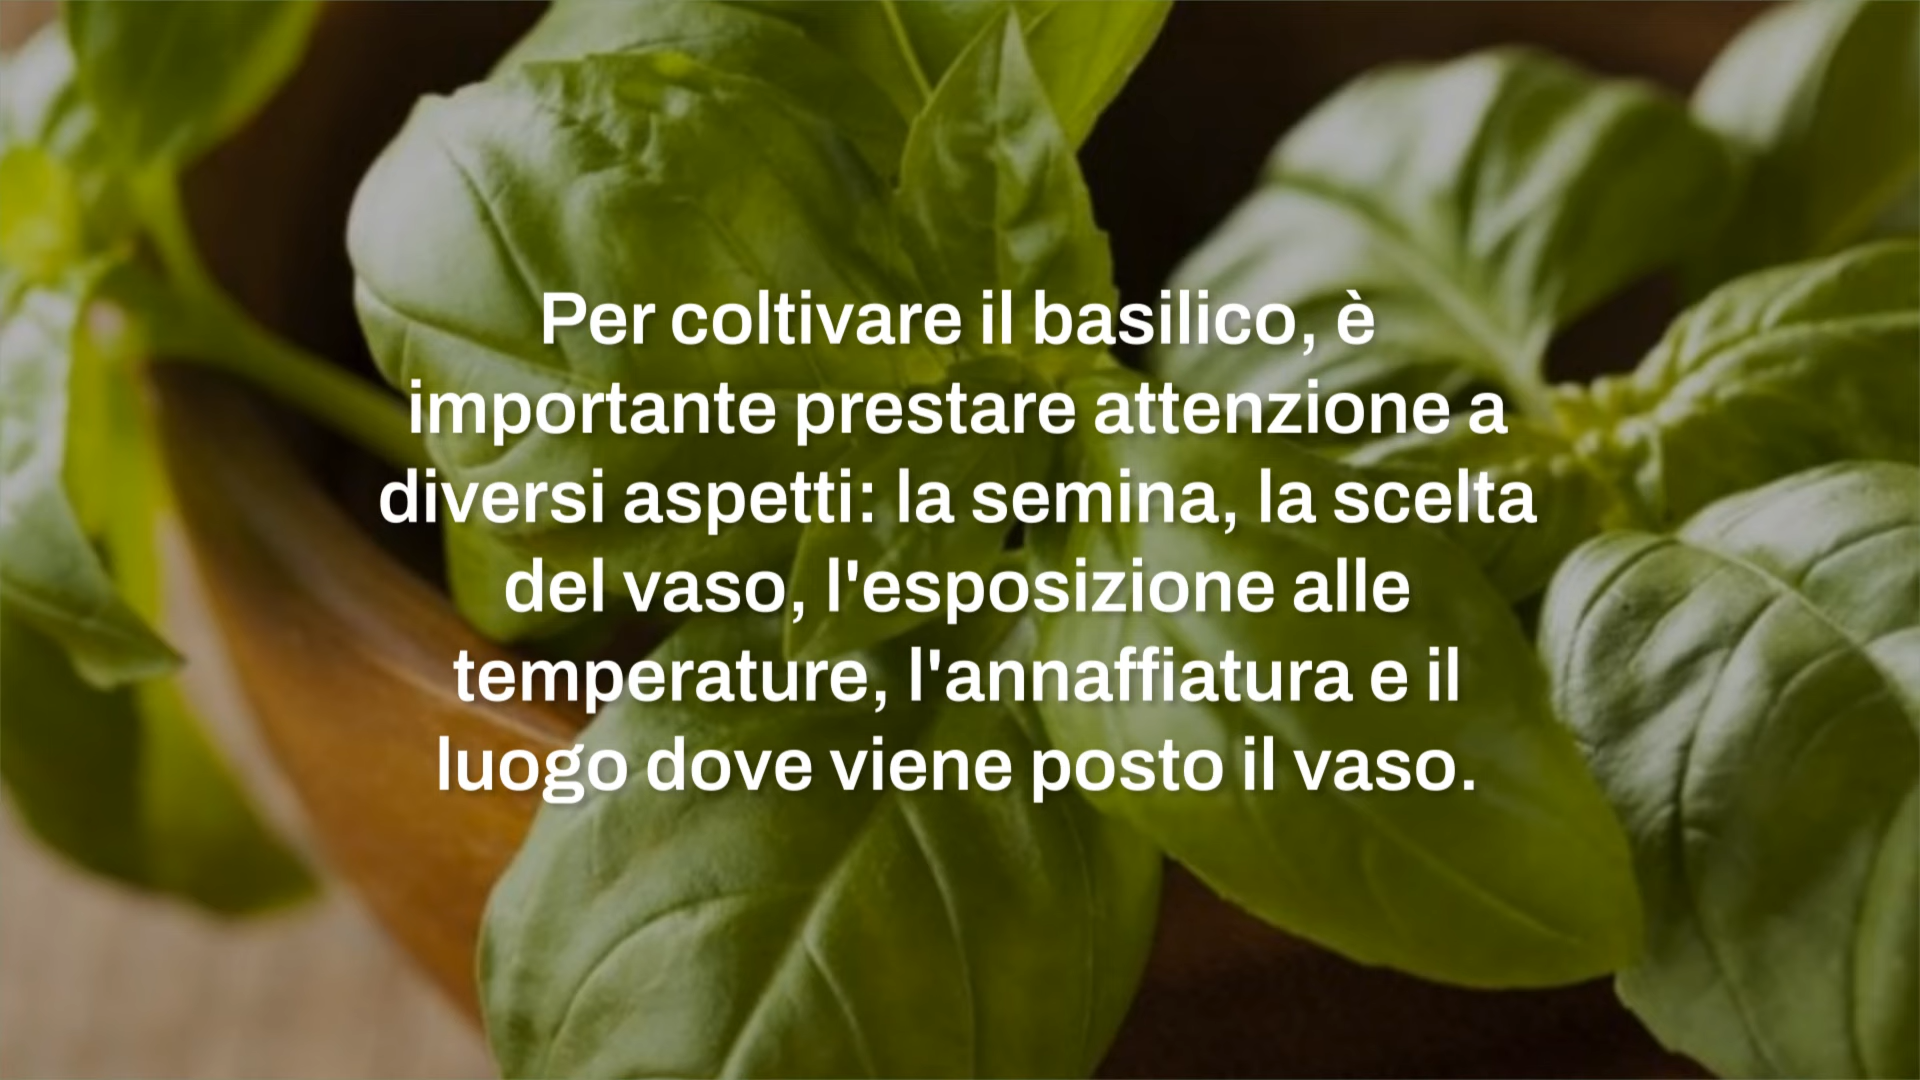 Per coltivare il basilico, è
importante prestare attenzione a
diversi aspetti: la semina, la scelta
del vaso, l'esposizione alle
temperature, l'annaffiatura e il
luogo dove viene posto il vaso.